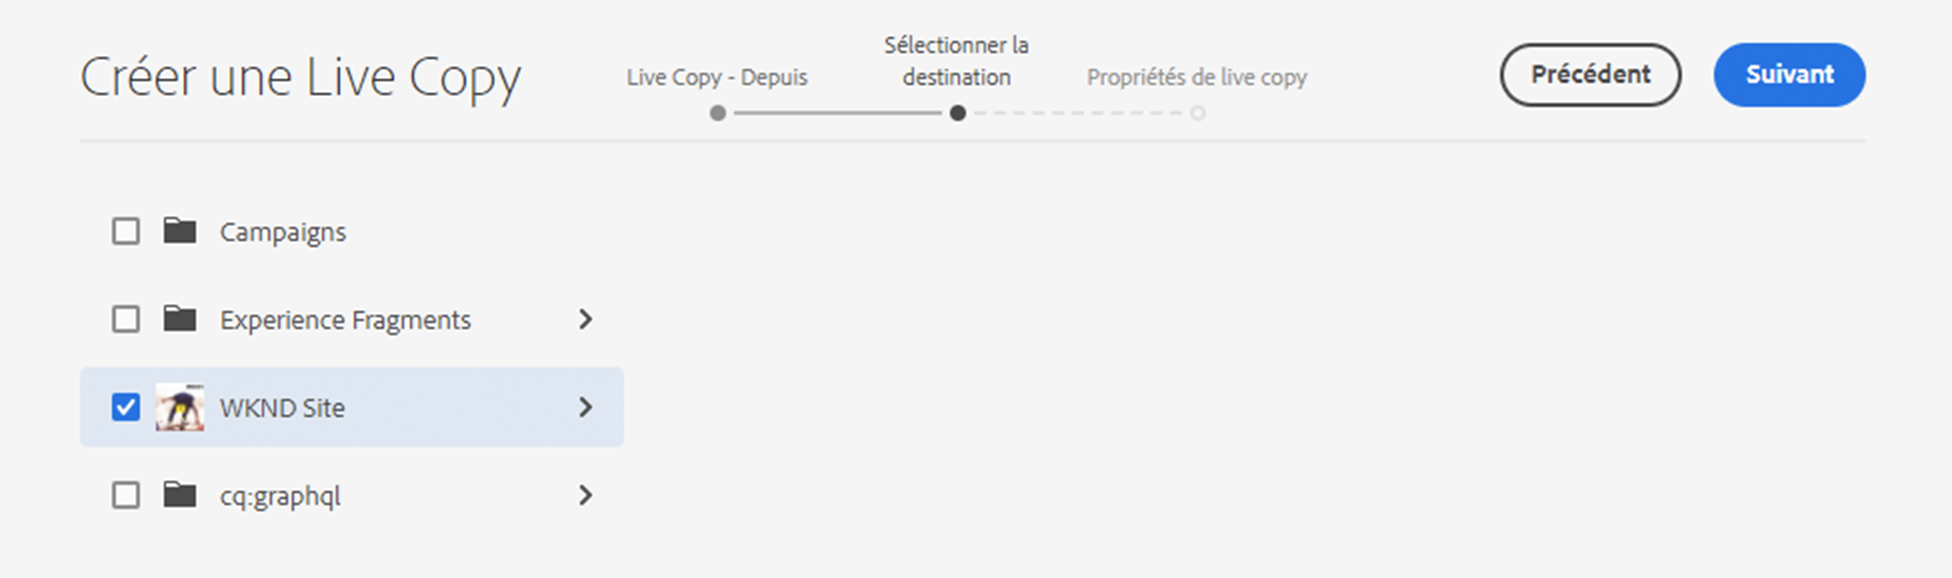 Créer une Live Copy
Live Copy - Depuis
Sélectionner la
destination
Propriétés de live copy
Précédent
Suivant
Campaigns
Experience Fragments
WKND Site
cq:graphql